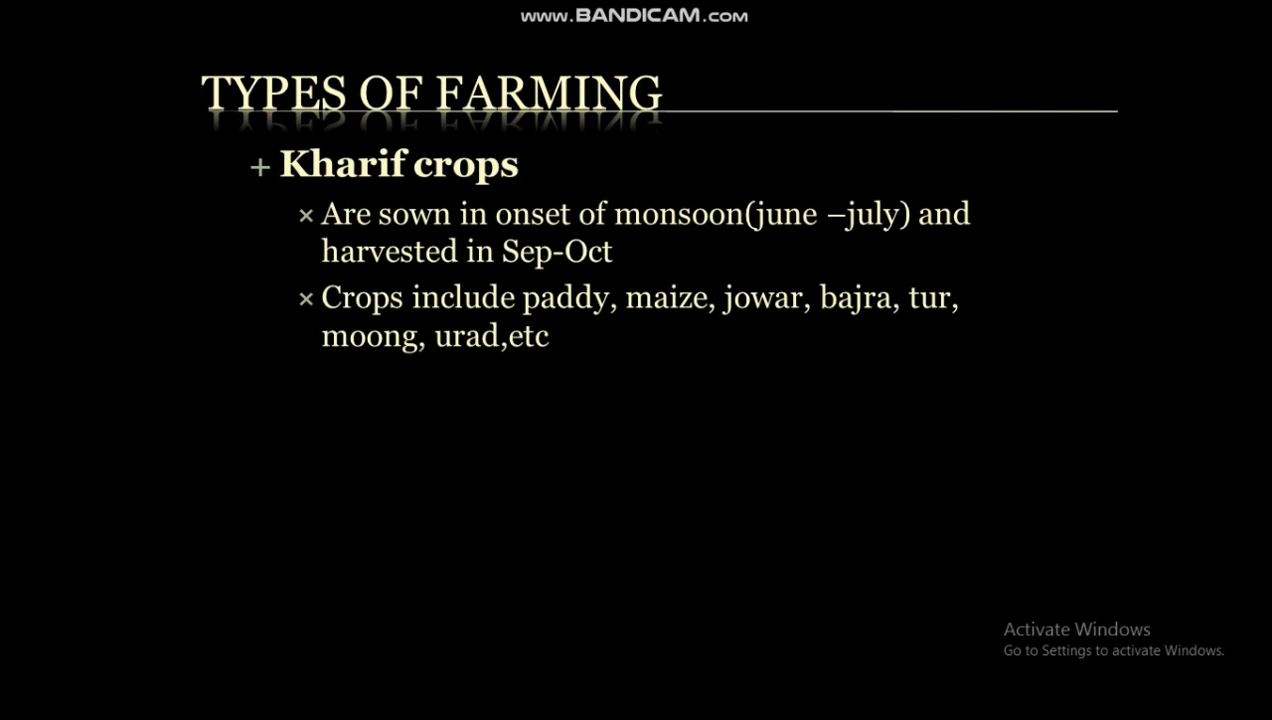 www.BANDICAM.com
TYPES OF FARMING
+ Kharif crops
× Are sown in onset of monsoon(june –july) and
harvested in Sep-Oct
× Crops include paddy, maize, jowar, bajra, tur,
moong, urad,etc
Activate Windows
Go to Settings to activate Windows.